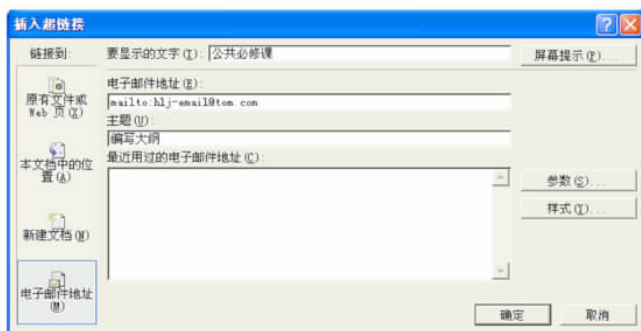 插入超链接
链接到:
要显示的文字(T): 公共必修课
屏幕提示(P)...
原有文件或
Web 页(X)
本文档中的位
置(A)
新建文档(N)
电子邮件地址
(M)
电子邮件地址(E):
mailto:hlj-email@tom.com
主题(U):
编写大纲
最近用过的电子邮件地址(C):
参数(S)...
样式(Y)...
确定
取消